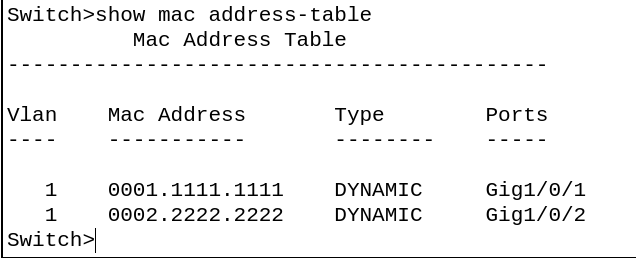 Switch>show mac address-table
Mac Address Table
-------------------------------------------
Vlan Mac Address Type Ports
---- ----------- -------- -----
1 0001.1111.1111 DYNAMIC Gig1/0/1
1 0002.2222.2222 DYNAMIC Gig1/0/2
Switch>